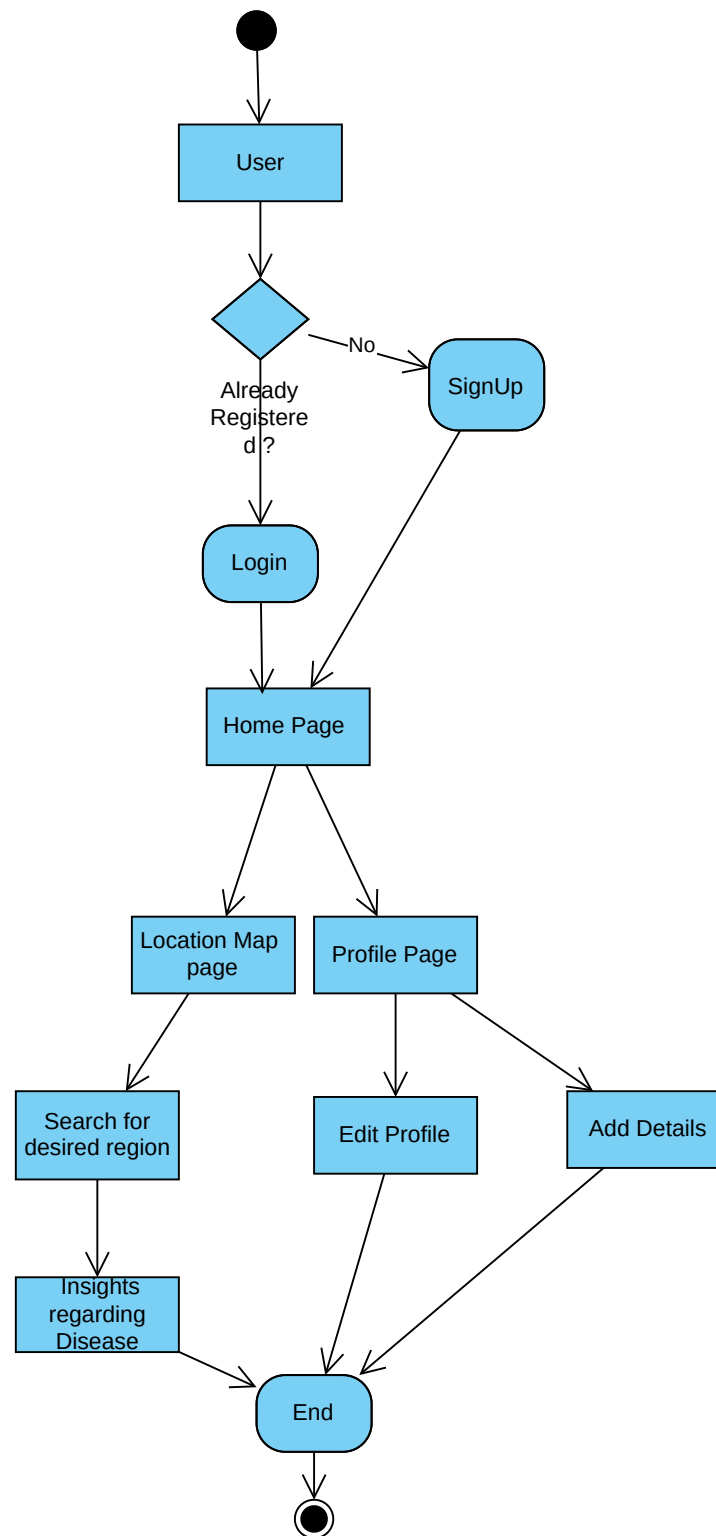 User
No
SignUp
Already
Registere
d ?
Login
Home Page
Location Map
page
Profile Page
Search for
desired region
Edit Profile
Add Details
Insights
regarding
Disease
End